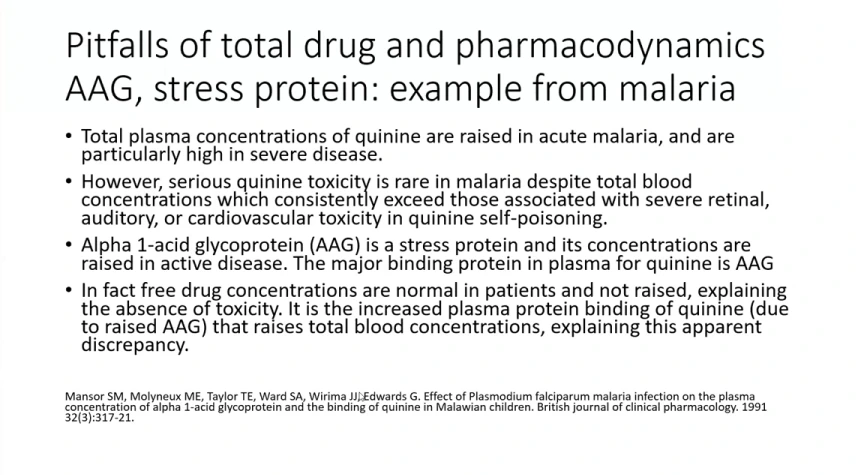 Pitfalls of total drug and pharmacodynamics
AAG, stress protein: example from malaria
• Total plasma concentrations of quinine are raised in acute malaria, and are
particularly high in severe disease.
• However, serious quinine toxicity is rare in malaria despite total blood
concentrations which consistently exceed those associated with severe retinal,
auditory, or cardiovascular toxicity in quinine self-poisoning.
• Alpha 1-acid glycoprotein (AAG) is a stress protein and its concentrations are
raised in active disease. The major binding protein in plasma for quinine is AAG
• In fact free drug concentrations are normal in patients and not raised, explaining
the absence of toxicity. It is the increased plasma protein binding of quinine (due
to raised AAG) that raises total blood concentrations, explaining this apparent
discrepancy.
Mansor SM, Molyneux ME, Taylor TE, Ward SA, Wirima JJ, Edwards G. Effect of Plasmodium falciparum malaria infection on the plasma
concentration of alpha 1-acid glycoprotein and the binding of quinine in Malawian children. British journal of clinical pharmacology. 1991
32(3):317-21.